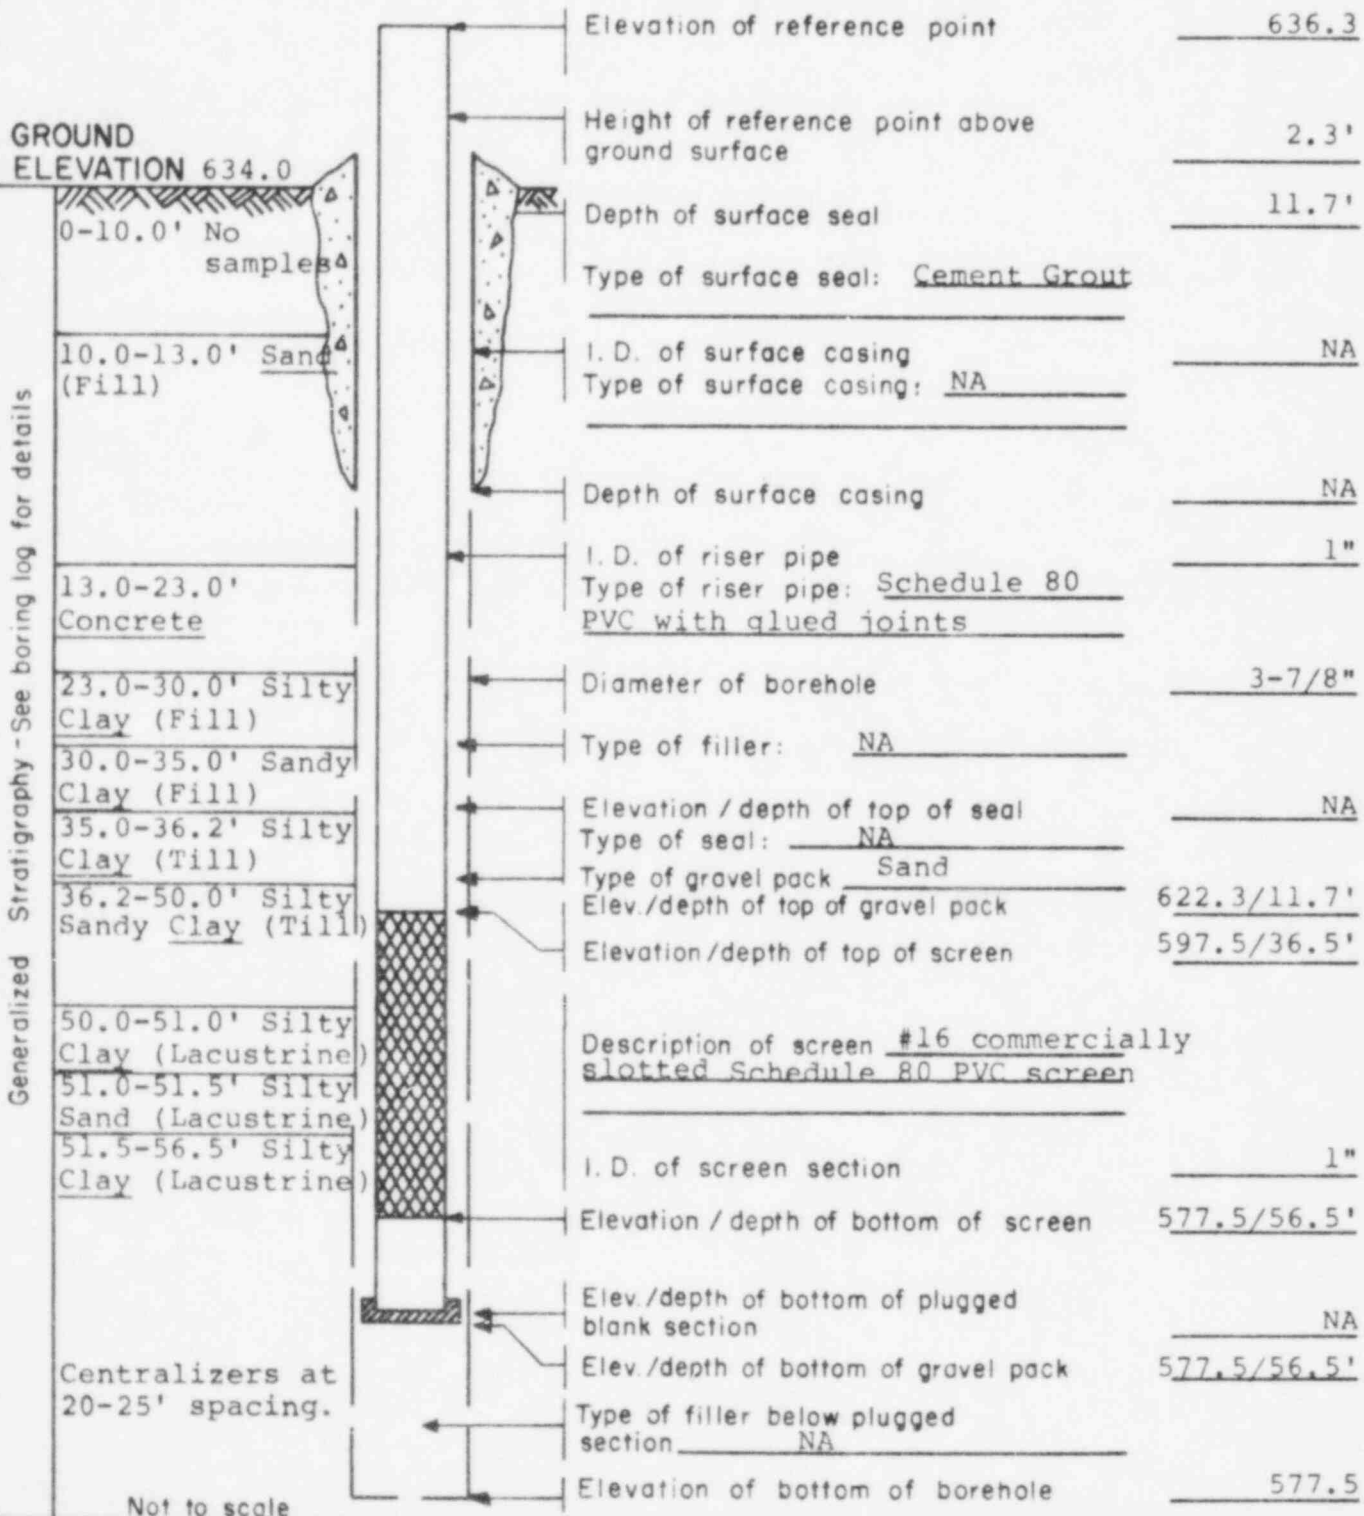 Elevation of reference point 636.3
Height of reference point above
ground surface 2.3'
GROUND
ELEVATION 634.0
Depth of surface seal 11.7'
Type of surface seal: Cement Grout
I.D. of surface casing NA
Type of surface casing: NA
Depth of surface casing NA
I.D. of riser pipe 1"
Type of riser pipe: Schedule 80
PVC with glued joints
Diameter of borehole 3-7/8"
Type of filler: NA
Elevation / depth of top of seal NA
Type of seal: NA
Type of gravel pack Sand
Elev./depth of top of gravel pack 622.3/11.7'
Elevation/depth of top of screen 597.5/36.5'
Description of screen #16 commercially
slotted Schedule 80 PVC screen
I.D. of screen section 1"
Elevation / depth of bottom of screen 577.5/56.5'
Elev./depth of bottom of plugged
blank section NA
Elev./depth of bottom of gravel pack 577.5/56.5'
Type of filler below plugged
section NA
Elevation of bottom of borehole 577.5
Generalized Stratigraphy - See boring log for details
0-10.0' No
samples
10.0-13.0' Sand
(Fill)
13.0-23.0'
Concrete
23.0-30.0' Silty
Clay (Fill)
30.0-35.0' Sandy
Clay (Fill)
35.0-36.2' Silty
Clay (Till)
36.2-50.0' Silty
Sandy Clay (Till)
50.0-51.0' Silty
Clay (Lacustrine)
51.0-51.5' Silty
Sand (Lacustrine)
51.5-56.5' Silty
Clay (Lacustrine)
Centralizers at
20-25' spacing.
Not to scale